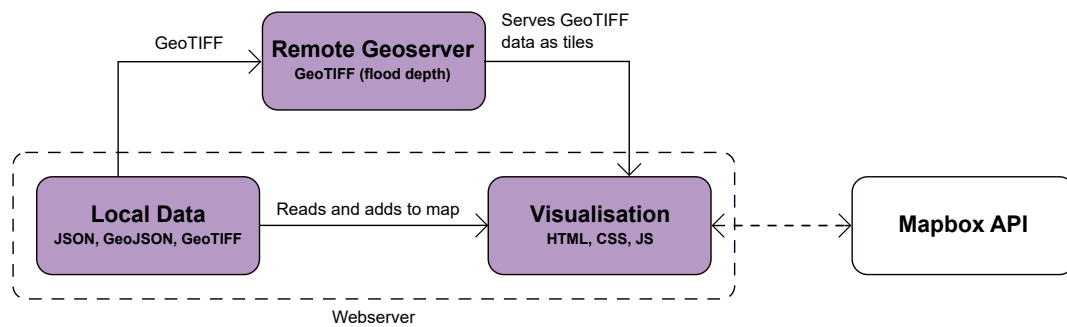 GeoTIFF
Remote Geoserver
GeoTIFF (flood depth)
Serves GeoTIFF
data as tiles
Local Data
JSON, GeoJSON, GeoTIFF
Reads and adds to map
Visualisation
HTML, CSS, JS
Mapbox API
Webserver